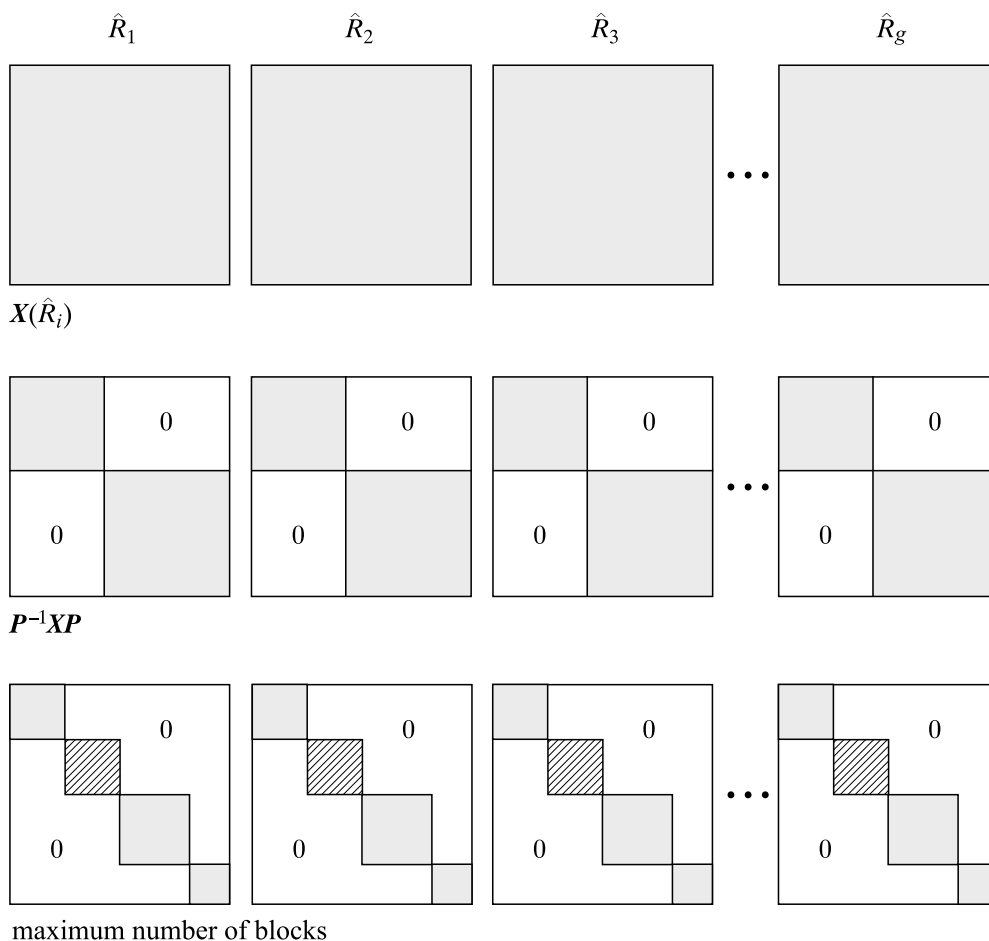 R̂₁ R̂₂ R̂₃ R̂g
•••
X(R̂ᵢ)
0 0 0 0
•••
0 0 0 0
P⁻¹XP
0 0 0 0
•••
0 0 0 0
maximum number of blocks